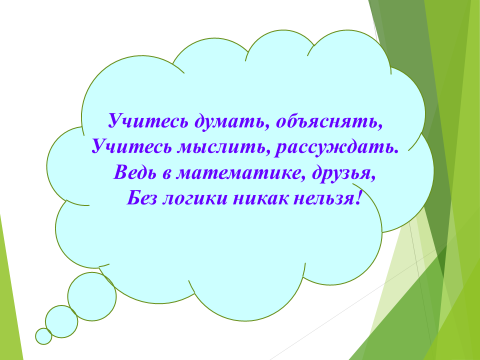 Учитесь думать, объяснять,
Учитесь мыслить, рассуждать.
Ведь в математике, друзья,
Без логики никак нельзя!